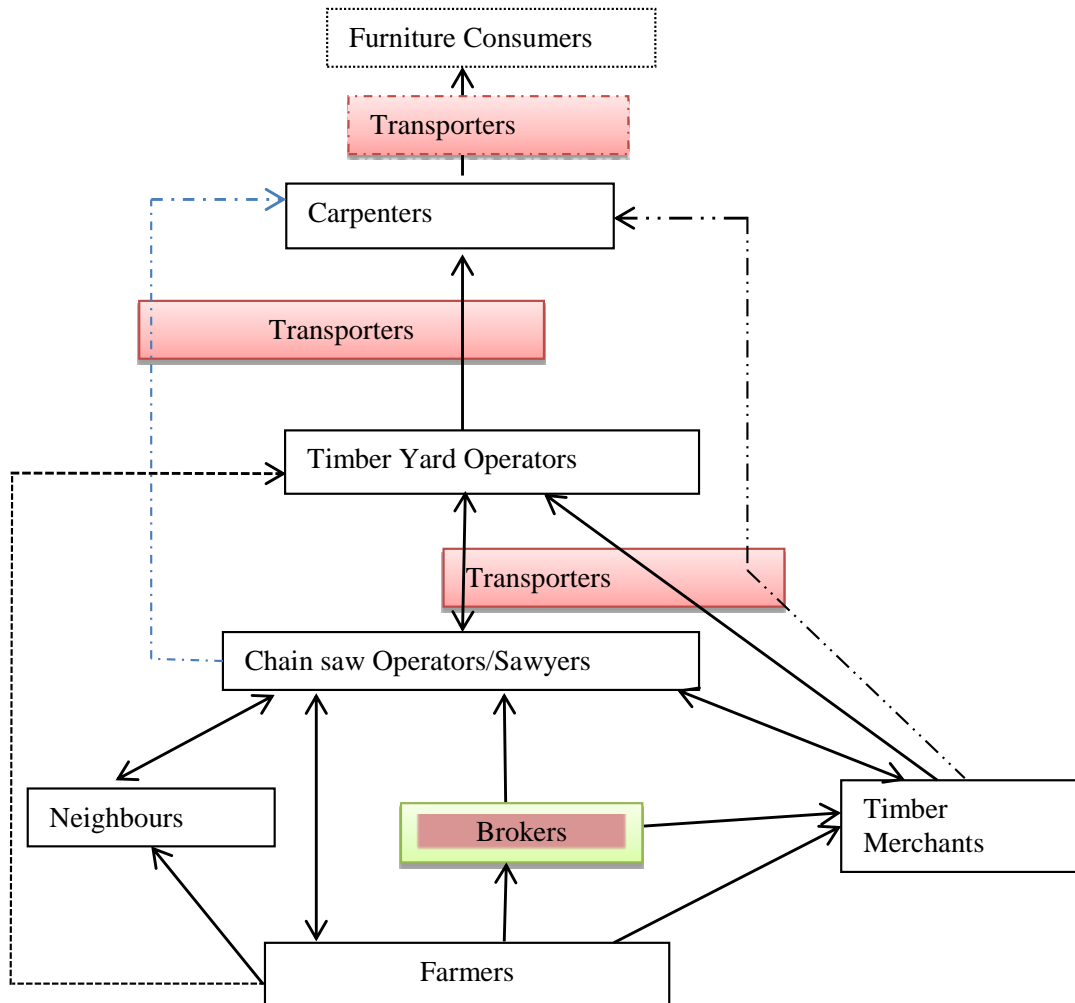 Furniture Consumers
Transporters
Carpenters
Transporters
Timber Yard Operators
Transporters
Chain saw Operators/Sawyers
Neighbours
Brokers
Timber
Merchants
Farmers